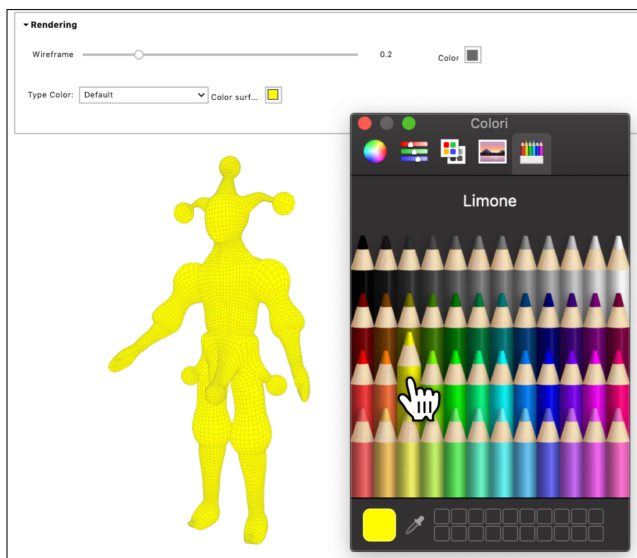 Rendering
Wireframe 0.2 Color
Type Color: Default Color surf...
Colori
Limone